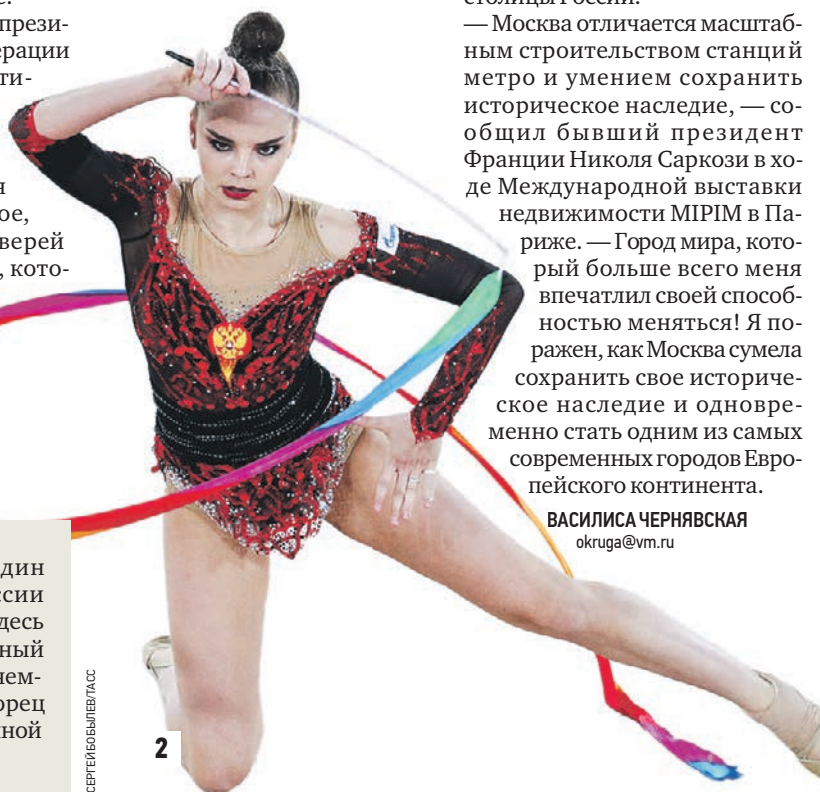 прези-
ерации
ти-
я
ое,
верей
, кото-
дин
ссии
десь
ный
чем-
орец
ной
СЕРГЕЙ БОБЫЛЕВ/ТАСС
2
столицы России.
— Москва отличается масштаб-
ным строительством станций
метро и умением сохранить
историческое наследие, — со-
общил бывший президент
Франции Николя Саркози в хо-
де Международной выставки
недвижимости MIPIM в Па-
риже. — Город мира, кото-
рый больше всего меня
впечатлил своей способ-
ностью меняться! Я по-
ражен, как Москва сумела
сохранить свое историче-
ское наследие и одновре-
менно стать одним из самых
современных городов Евро-
пейского континента.
ВАСИЛИСА ЧЕРНЯВСКАЯ
okruga@vm.ru